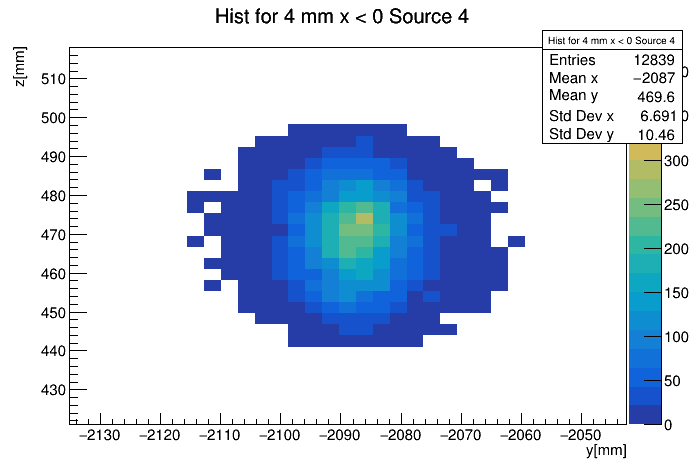 Hist for 4 mm x < 0 Source 4
Hist for 4 mm x < 0 Source 4
Entries 12839
Mean x −2087
Mean y 469.6
Std Dev x 6.691
Std Dev y 10.46
z[mm]
510
500
490
480
470
460
450
440
430
300
250
200
150
100
50
0
−2130 −2120 −2110 −2100 −2090 −2080 −2070 −2060 −2050
y[mm]